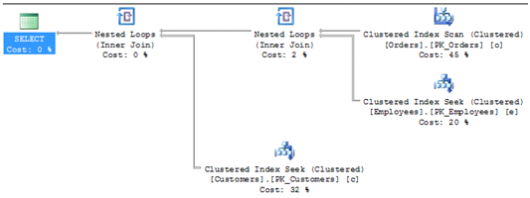 SELECT
Cost: 0 %
Nested Loops
(Inner Join)
Cost: 0 %
Nested Loops
(Inner Join)
Cost: 2 %
Clustered Index Scan (Clustered)
[Orders].[PK_Orders] [o]
Cost: 45 %
Clustered Index Seek (Clustered)
[Employees].[PK_Employees] [e]
Cost: 20 %
Clustered Index Seek (Clustered)
[Customers].[PK_Customers] [c]
Cost: 32 %